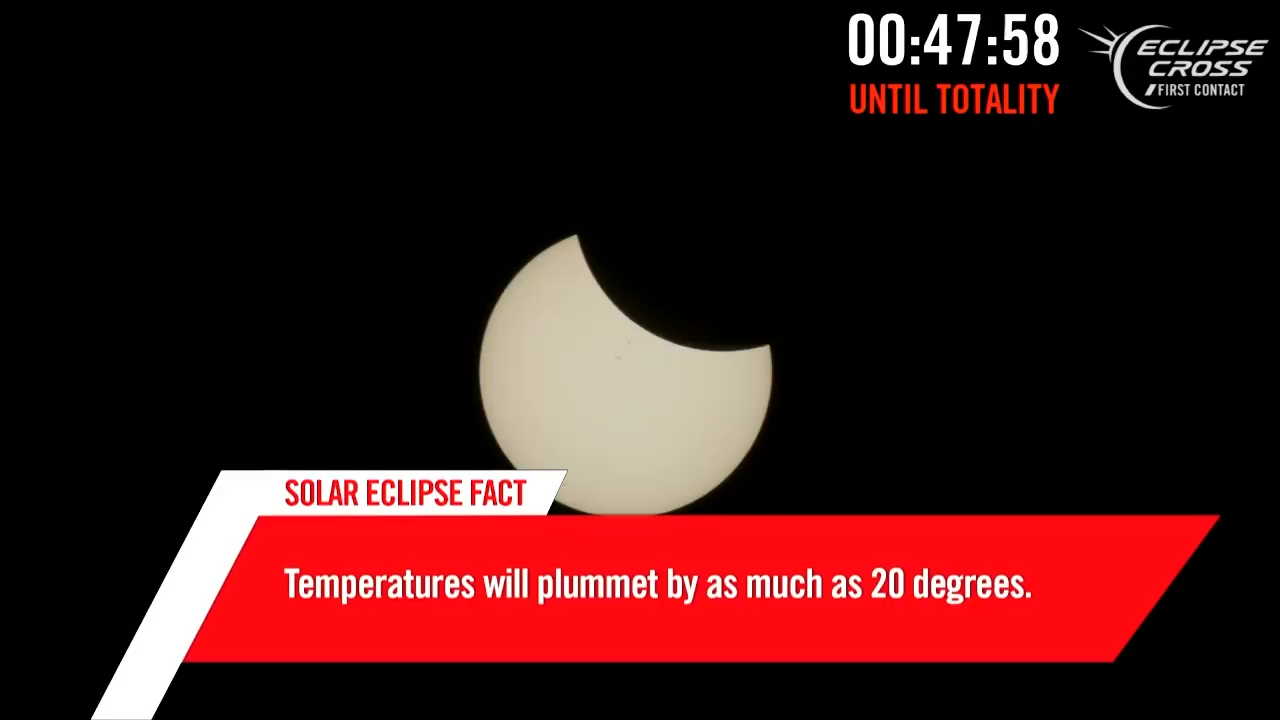 00:47:58
UNTIL TOTALITY
ECLIPSE
CROSS
FIRST CONTACT
SOLAR ECLIPSE FACT
Temperatures will plummet by as much as 20 degrees.